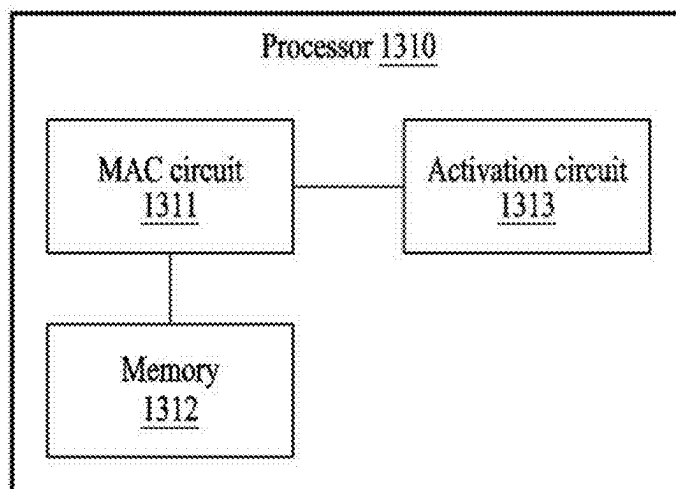 Processor 1310
MAC circuit
1311
Activation circuit
1313
Memory
1312